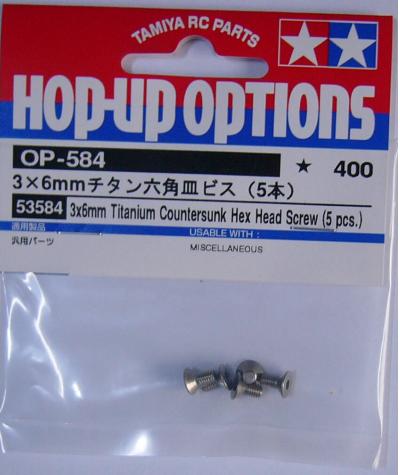 TAMIYA RC PARTS
HOP-UP OPTIONS
OP-584 ★ 400
3×6mmチタン六角皿ビス（5本）
53584 3x6mm Titanium Countersunk Hex Head Screw (5 pcs.)
適用製品 USABLE WITH :
汎用パーツ MISCELLANEOUS